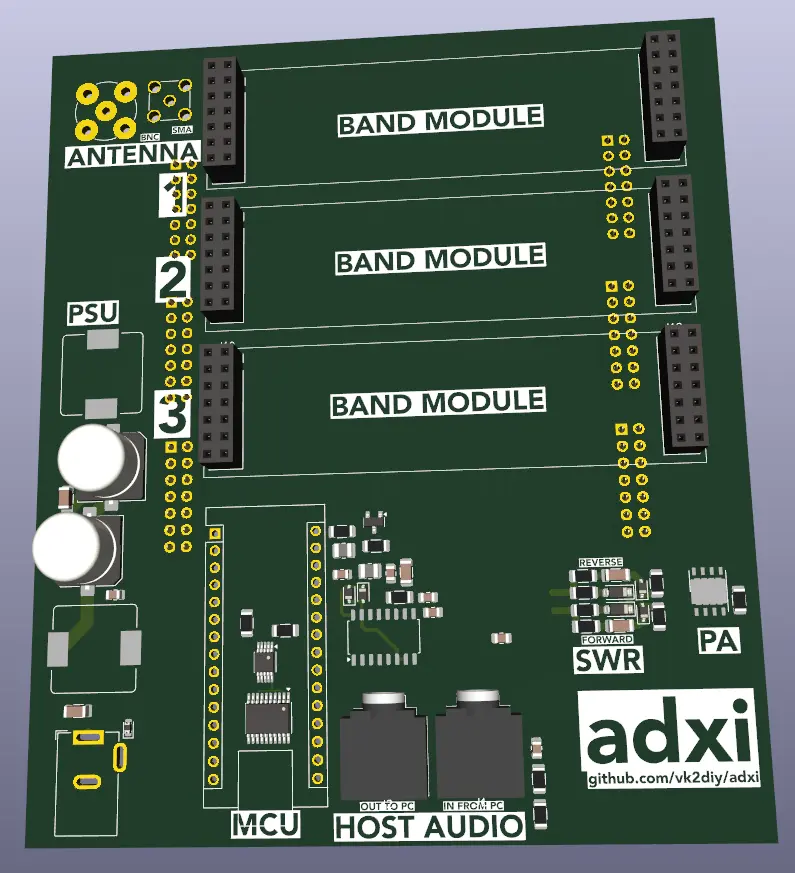 BNC
SMA
ANTENNA
BAND MODULE
1
BAND MODULE
2
PSU
BAND MODULE
3
REVERSE
FORWARD
SWR
PA
adxi
github.com/vk2diy/adxi
OUT TO PC
IN FROM PC
MCU
HOST AUDIO